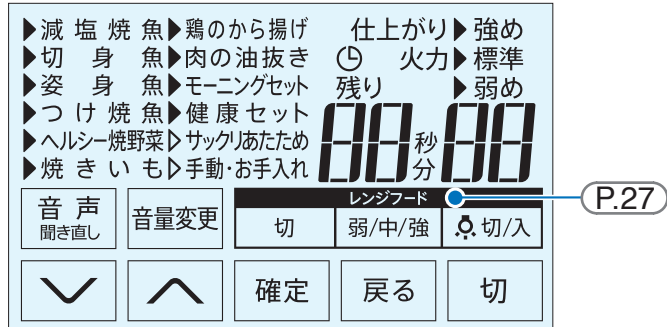 ▶減塩焼魚▶鶏のから揚げ 仕上がり▶強め
▶切身魚▶肉の油抜き 火力▶標準
▶姿身魚▶モーニングセット 残り ▶弱め
▶つけ焼魚▶健康セット
▶ヘルシー焼野菜▷サックリあたため 88秒88
▶焼きいも▷手動・お手入れ 分
レンジフード
P.27
音声
聞き直し
音量変更
切
弱/中/強
切/入
確定
戻る
切